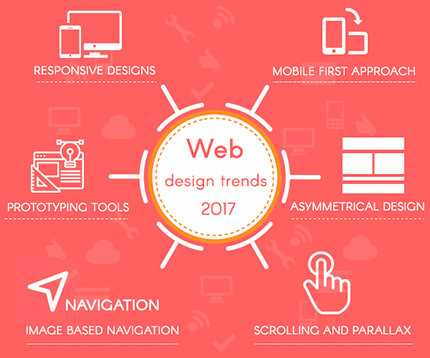 RESPONSIVE DESIGNS
MOBILE FIRST APPROACH
Web
design trends
2017
PROTOTYPING TOOLS
ASYMMETRICAL DESIGN
NAVIGATION
IMAGE BASED NAVIGATION
SCROLLING AND PARALLAX